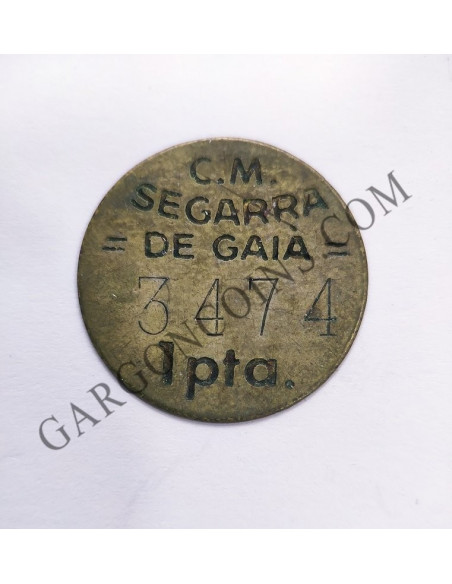 C.M.
SEGARRA
= DE GAIA =
3474
1pta.
GARGONCOINS.COM